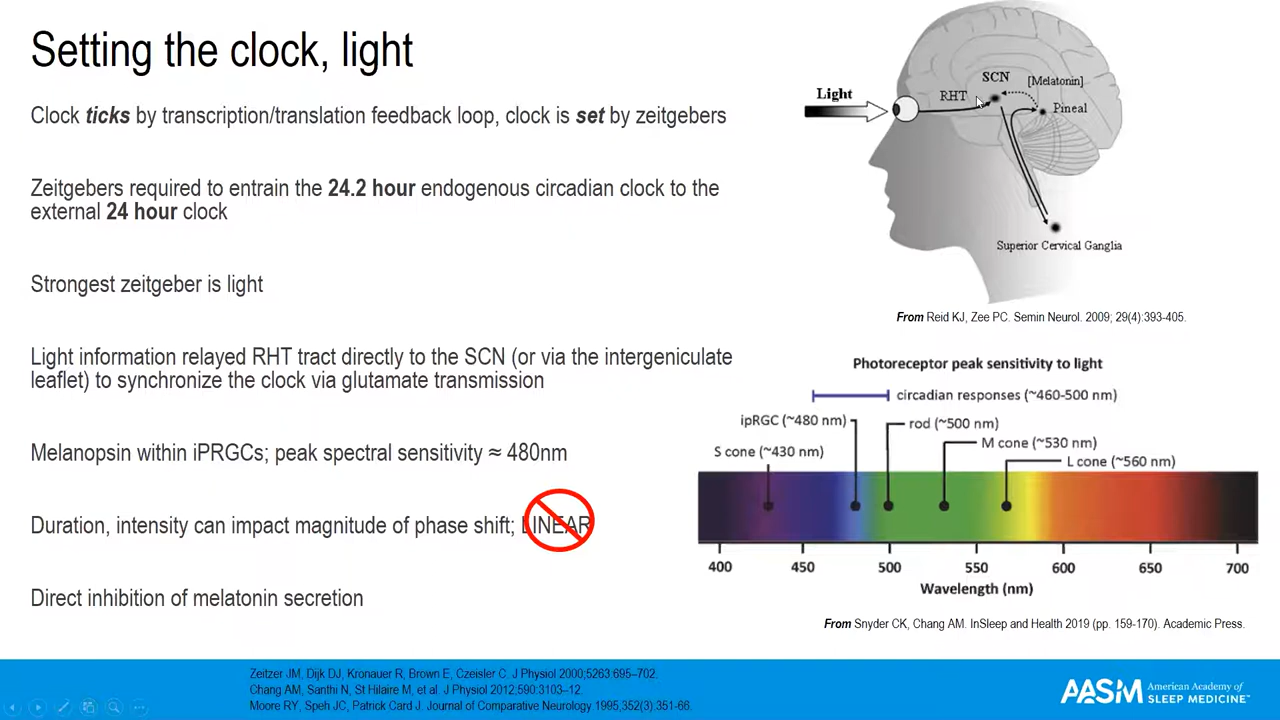 Setting the clock, light
Clock ticks by transcription/translation feedback loop, clock is set by zeitgebers
Zeitgebers required to entrain the 24.2 hour endogenous circadian clock to the
external 24 hour clock
Strongest zeitgeber is light
Light information relayed RHT tract directly to the SCN (or via the intergeniculate
leaflet) to synchronize the clock via glutamate transmission
Melanopsin within iPRGCs; peak spectral sensitivity ≈ 480nm
Duration, intensity can impact magnitude of phase shift; LINEAR
Direct inhibition of melatonin secretion
Light
RHT
SCN
[Melatonin]
Pineal
Superior Cervical Ganglia
From Reid KJ, Zee PC. Semin Neurol. 2009; 29(4):393-405.
Photoreceptor peak sensitivity to light
circadian responses (~460-500 nm)
ipRGC (~480 nm)
rod (~500 nm)
S cone (~430 nm)
M cone (~530 nm)
L cone (~560 nm)
400 450 500 550 600 650 700
Wavelength (nm)
From Snyder CK, Chang AM. InSleep and Health 2019 (pp. 159-170). Academic Press.
Zeitzer JM, Dijk DJ, Kronauer R, Brown E, Czeisler C. J Physiol 2000;5263:695–702.
Chang AM, Santhi N, St Hilaire M, et al. J Physiol 2012;590:3103–12.
Moore RY, Speh JC, Patrick Card J. Journal of Comparative Neurology 1995,352(3).351-66.
AASM American Academy of
SLEEP MEDICINE™